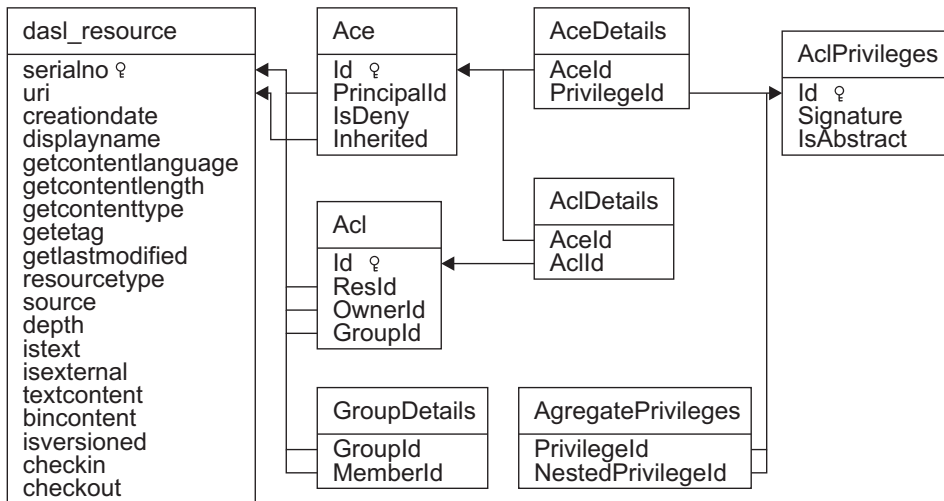 dasl_resource
serialno
uri
creationdate
displayname
getcontentlanguage
getcontentlength
getcontenttype
getetag
getlastmodified
resourcetype
source
depth
istext
isexternal
textcontent
bincontent
isversioned
checkin
checkout
Ace
Id
PrincipalId
IsDeny
Inherited
Acl
Id
ResId
OwnerId
GroupId
GroupDetails
GroupId
MemberId
AceDetails
AceId
PrivilegeId
AclDetails
AceId
AclId
AgregatePrivileges
PrivilegeId
NestedPrivilegeId
AclPrivileges
Id
Signature
IsAbstract